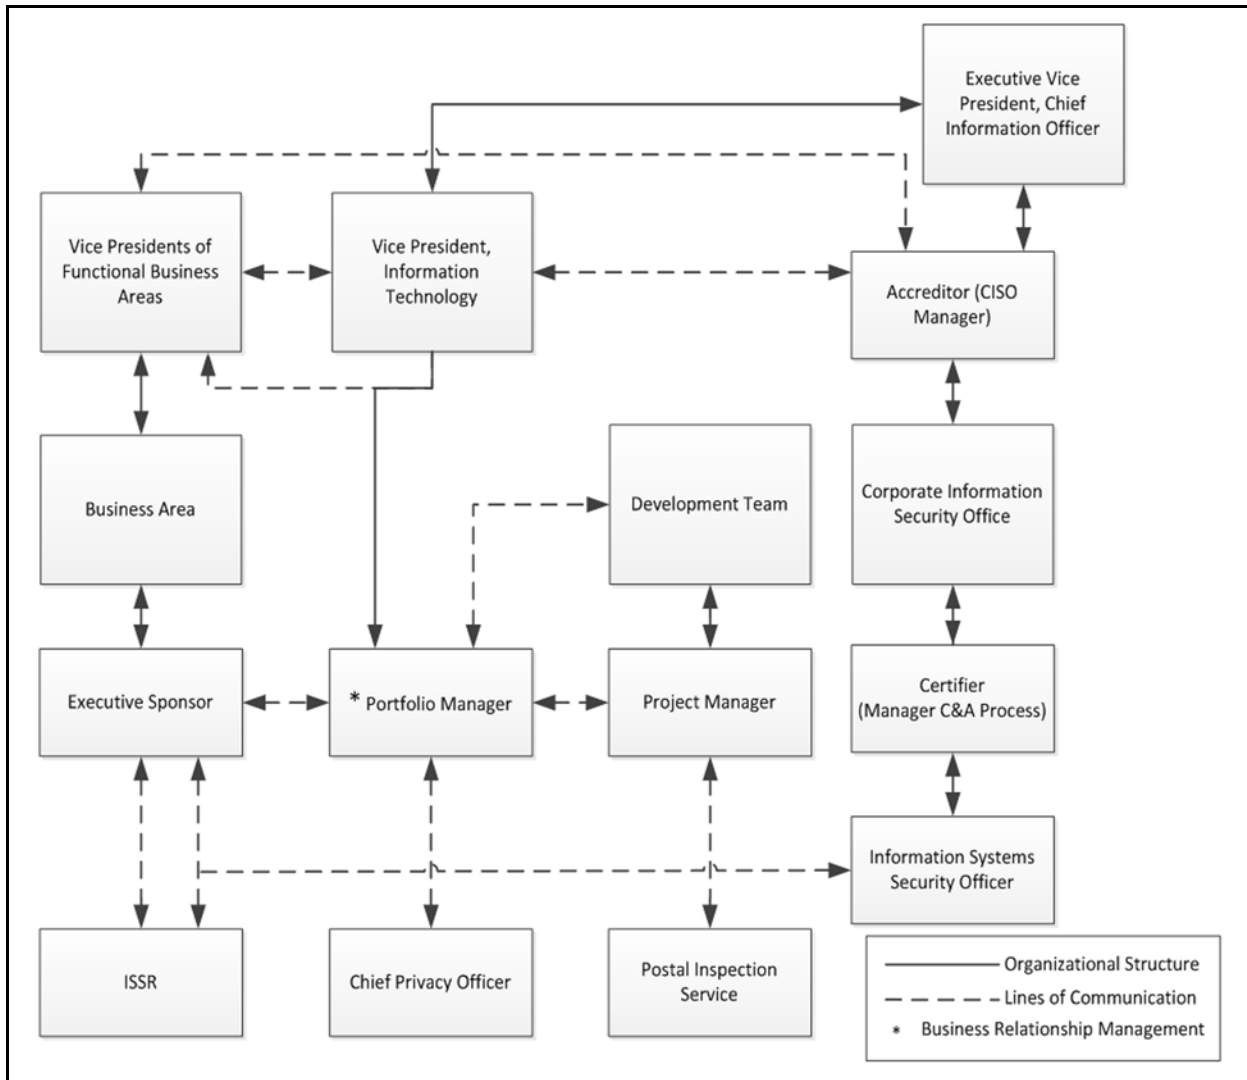 Executive Vice
President, Chief
Information Officer
Vice Presidents of
Functional Business
Areas
Vice President,
Information
Technology
Accreditor (CISO
Manager)
Business Area
Development Team
Corporate Information
Security Office
Executive Sponsor
* Portfolio Manager
Project Manager
Certifier
(Manager C&A Process)
Information Systems
Security Officer
ISSR
Chief Privacy Officer
Postal Inspection
Service
Organizational Structure
Lines of Communication
* Business Relationship Management